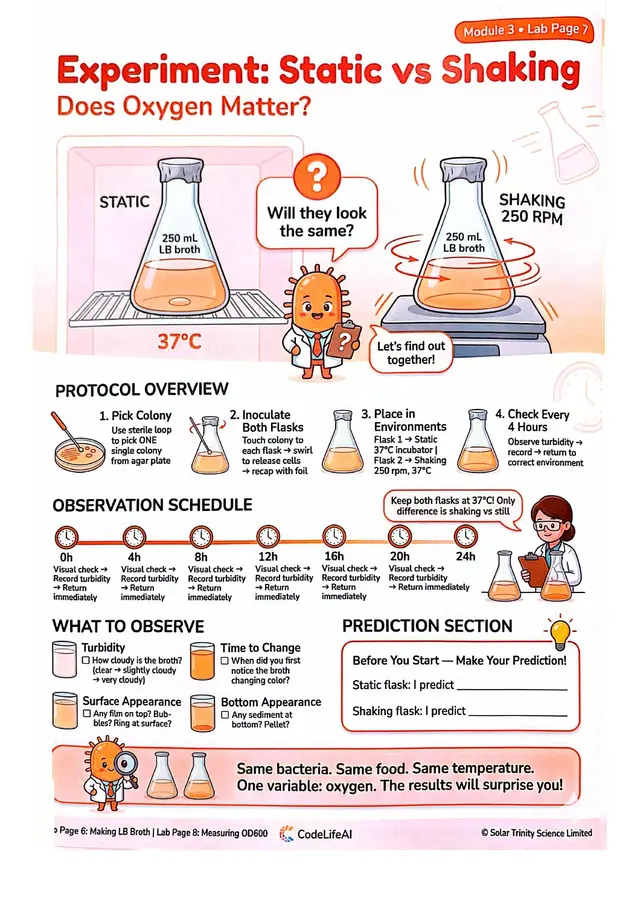 Module 3 • Lab Page 7
Experiment: Static vs Shaking
Does Oxygen Matter?
STATIC
250 mL
LB broth
37°C
?
Will they look
the same?
SHAKING
250 RPM
250 mL
LB broth
?
Let's find out
together!
PROTOCOL OVERVIEW
1. Pick Colony
Use sterile loop
to pick ONE
single colony
from agar plate
2. Inoculate
Both Flasks
Touch colony to
each flask → swirl
to release cells
→ recap with foil
3. Place in
Environments
Flask 1 → Static
37°C incubator |
Flask 2 → Shaking
250 rpm, 37°C
4. Check Every
4 Hours
Observe turbidity →
record → return to
correct environment
OBSERVATION SCHEDULE
Keep both flasks at 37°C! Only
difference is shaking vs still
0h
Visual check →
Record turbidity
→ Return
immediately
4h
Visual check →
Record turbidity
→ Return
immediately
8h
Visual check →
Record turbidity
→ Return
immediately
12h
Visual check →
Record turbidity
→ Return
immediately
16h
Visual check →
Record turbidity
→ Return
immediately
20h
Visual check →
Record turbidity
→ Return immediately
24h
WHAT TO OBSERVE
Turbidity
How cloudy is the broth?
(clear → slightly cloudy
→ very cloudy)
Time to Change
When did you first
notice the broth
changing color?
Surface Appearance
Any film on top? Bub-
bles? Ring at surface?
Bottom Appearance
Any sediment at
bottom? Pellet?
PREDICTION SECTION
Before You Start — Make Your Prediction!
Static flask: I predict
Shaking flask: I predict
Same bacteria. Same food. Same temperature.
One variable: oxygen. The results will surprise you!
Page 6: Making LB Broth | Lab Page 8: Measuring OD600
CodeLifeAI
© Solar Trinity Science Limited